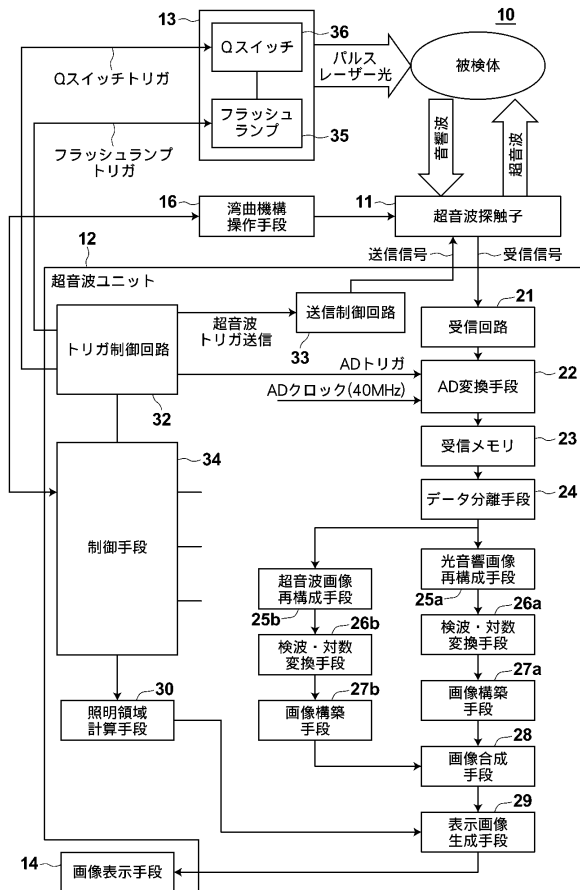 13
36
10
Qスイッチ
パルス
レーザー光
被検体
Qスイッチトリガ
フラッシュ
ランプ
35
フラッシュランプ
トリガ
音響波
超音波
16
湾曲機構
操作手段
11
超音波探触子
12
送信信号
受信信号
超音波ユニット
21
トリガ制御回路
超音波
トリガ送信
送信制御回路
33
受信回路
ADトリガ
22
AD変換手段
ADクロック(40MHz)
32
23
受信メモリ
34
24
データ分離手段
制御手段
超音波画像
再構成手段
光音響画像
再構成手段
25b
25a
26b
26a
検波・対数
変換手段
検波・対数
変換手段
27b
27a
30
照明領域
計算手段
画像構築
手段
画像構築
手段
28
画像合成
手段
29
表示画像
生成手段
14
画像表示手段